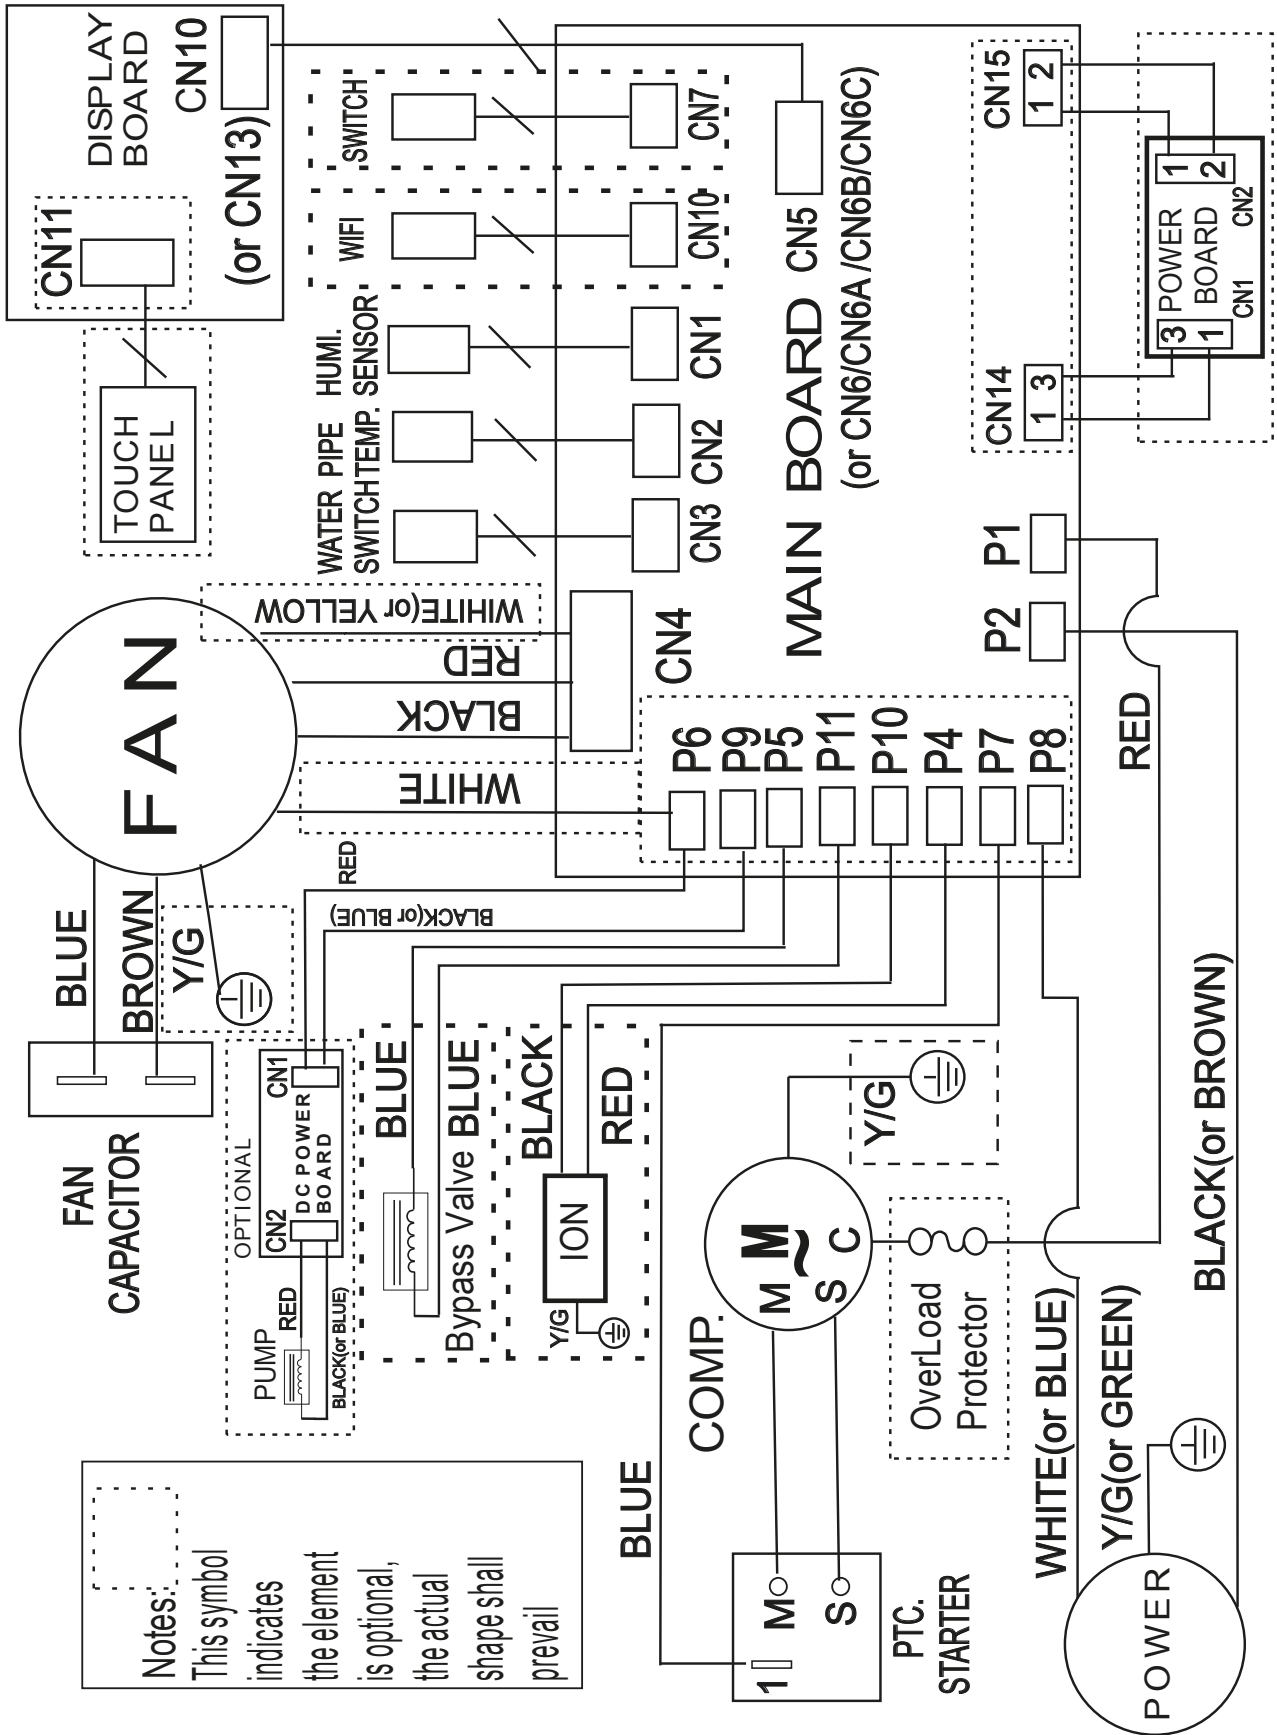 DISPLAY
BOARD
CN10
(or CN13)
CN11
TOUCH
PANEL
SWITCH
CN7
WIFI
CN10
HUMI.
SENSOR
CN1
PIPE
TEMP.
CN2
WATER
SWITCH
CN3
WHITE(or YELLOW
RED
BLACK
CN4
WHITE
FAN
MAIN BOARD
CN5
(or CN6/CN6A /CN6B/CN6C)
CN15
1 2
POWER
BOARD
1 2
CN2
CN1
3 1
CN14
1 3
P1
P2
P6
P9
P5
P11
P10
P4
P7
P8
RED
RED
BLACK(or BLUE)
BLUE
BROWN
Y/G
FAN
CAPACITOR
OPTIONAL
CN1
DC POWER
BOARD
CN2
PUMP
RED
BLACK(or BLUE)
BLUE
BLUE
Bypass Valve
BLACK
RED
ION
Y/G
Y/G
COMP.
M
~
M
S
C
OverLoad
Protector
BLUE
M
S
1
PTC.
STARTER
WHITE(or BLUE)
Y/G(or GREEN)
BLACK(or BROWN)
POWER
Notes:
This symbol
indicates
the element
is optional,
the actual
shape shall
prevail